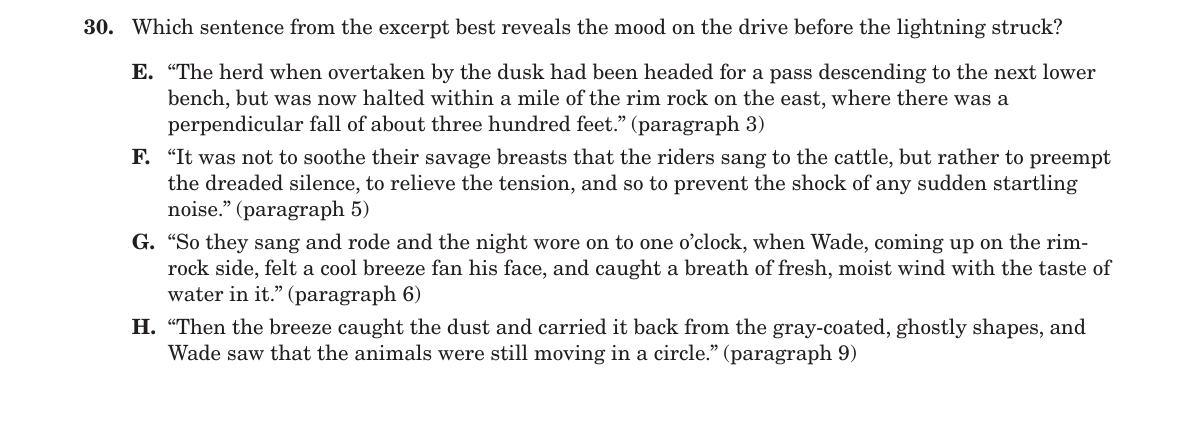 30. Which sentence from the excerpt best reveals the mood on the drive before the lightning struck?
E. “The herd when overtaken by the dusk had been headed for a pass descending to the next lower
bench, but was now halted within a mile of the rim rock on the east, where there was a
perpendicular fall of about three hundred feet.” (paragraph 3)
F. “It was not to soothe their savage breasts that the riders sang to the cattle, but rather to preempt
the dreaded silence, to relieve the tension, and so to prevent the shock of any sudden startling
noise.” (paragraph 5)
G. “So they sang and rode and the night wore on to one o’clock, when Wade, coming up on the rim-
rock side, felt a cool breeze fan his face, and caught a breath of fresh, moist wind with the taste of
water in it.” (paragraph 6)
H. “Then the breeze caught the dust and carried it back from the gray-coated, ghostly shapes, and
Wade saw that the animals were still moving in a circle.” (paragraph 9)